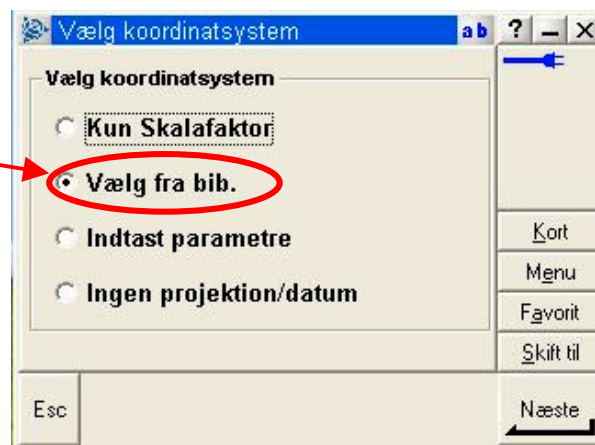 Vælg koordinatsystem ab ? – X
Vælg koordinatsystem
Kun Skalafaktor
Vælg fra bib.
Indtast parametre
Ingen projektion/datum
Kort
Menu
Favorit
Skift til
Esc
Næste